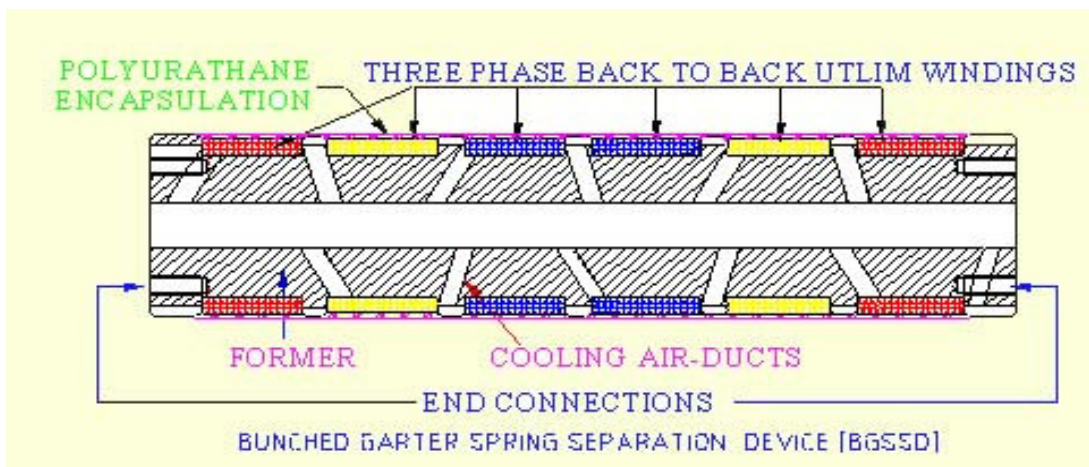 POLYURATHANE
ENCAPSULATION
THREE PHASE BACK TO BACK UTLIM WINDINGS
FORMER
COOLING AIR-DUCTS
END CONNECTIONS
BUNCHED GARTER SPRING SEPARATION DEVICE [BGSSD]